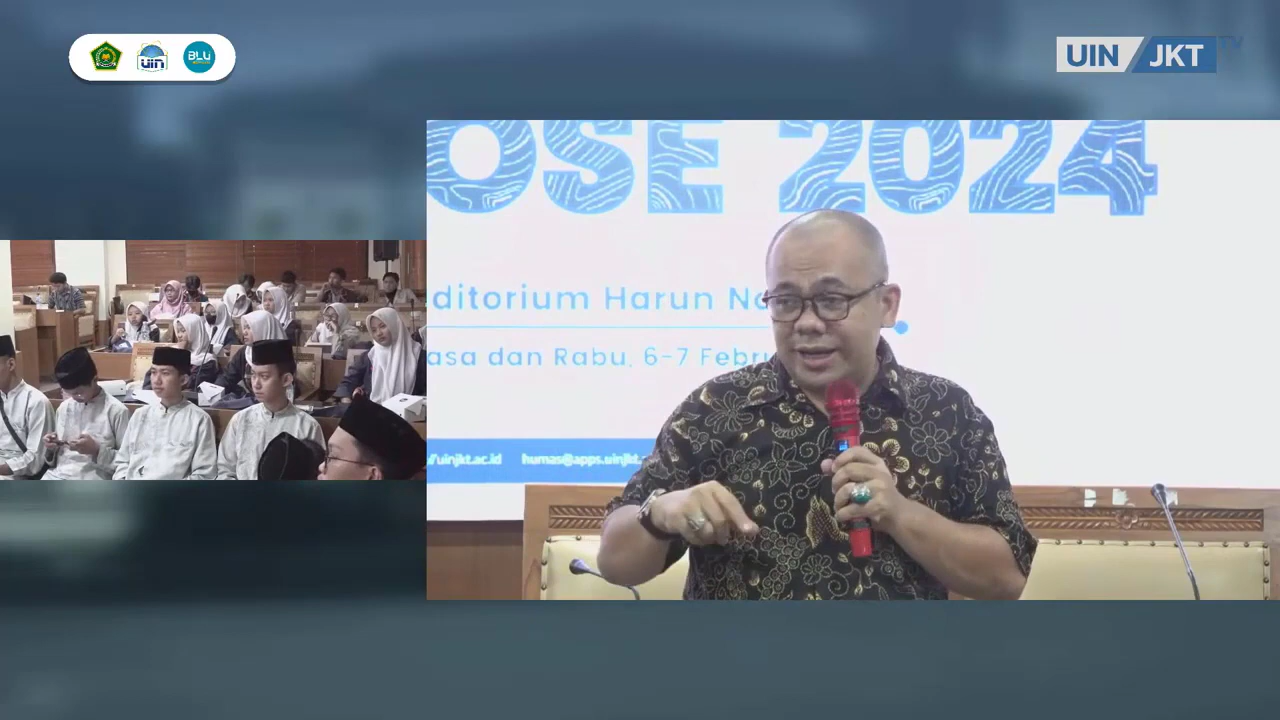 uin
BLU
UIN JKT TV
OSE 2024
ditorium Harun Na
asa dan Rabu, 6-7 Febru
uinjkt.ac.id
humas@apps.uinjkt.